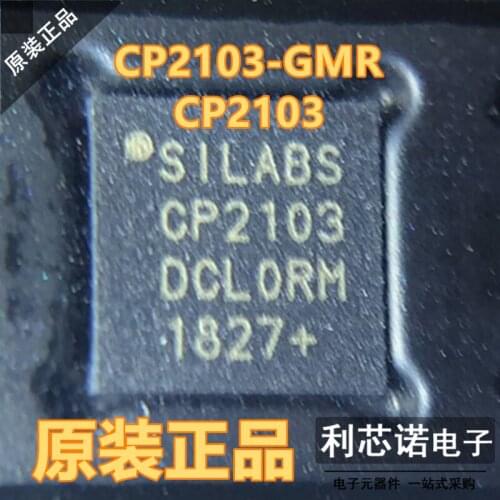 原装正品
CP2103-GMR
CP2103
SILABS
CP2103
DCL0RM
1827+
原装正品
利芯诺电子
电子元器件 一站式采购